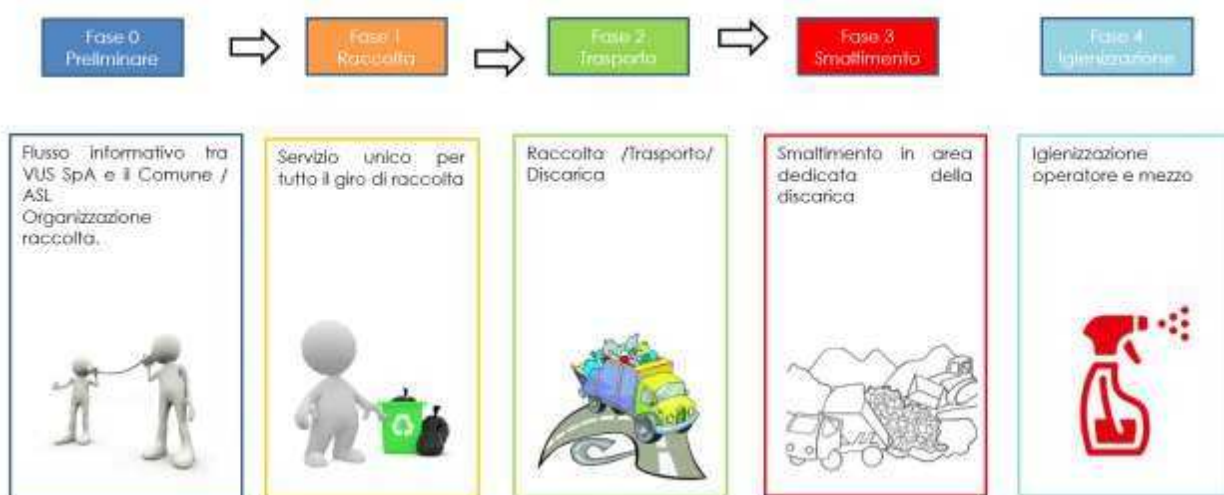 Fase 0
Preliminare
Fase 1
Raccolta
Fase 2
Trasporto
Fase 3
Smaltimento
Fase 4
Igienizzazione
Flusso informativo tra
VUS SpA e il Comune /
ASL
Organizzazione
raccolta.
Servizio unico per
tutto il giro di raccolta
Raccolta /Trasporto/
Discarica
Smaltimento in area
dedicata della
discarica
Igienizzazione
operatore e mezzo